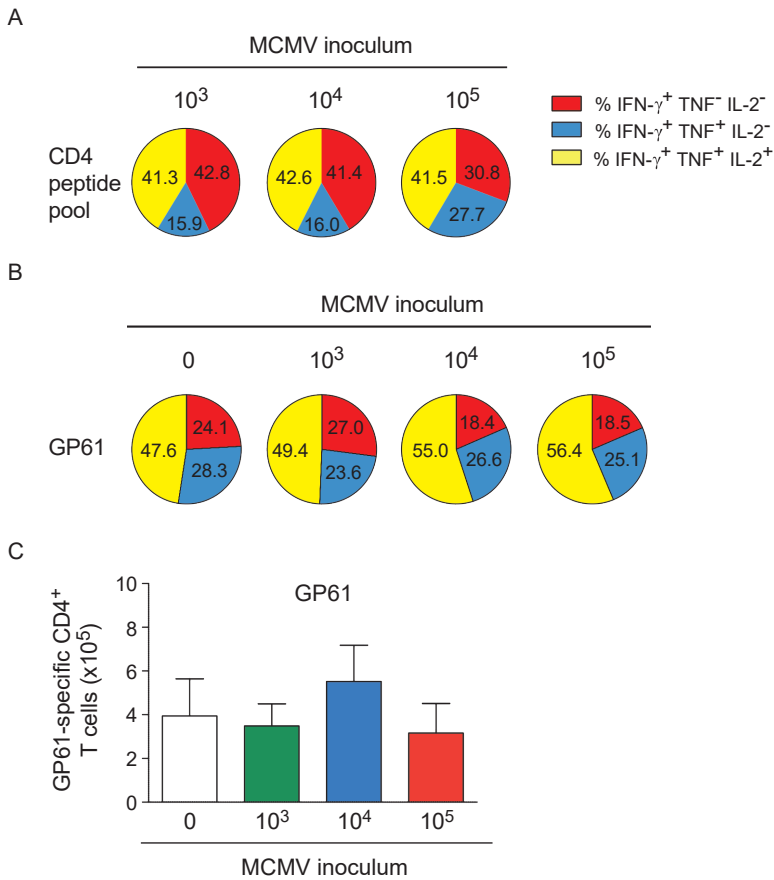 A
MCMV inoculum
10³ 10⁴ 10⁵
% IFN-γ⁺ TNF⁻ IL-2⁻
% IFN-γ⁺ TNF⁺ IL-2⁻
% IFN-γ⁺ TNF⁺ IL-2⁺
CD4
peptide
pool
41.3 42.8 15.9
42.6 41.4 16.0
41.5 30.8 27.7
B
MCMV inoculum
0 10³ 10⁴ 10⁵
GP61
47.6 24.1 28.3
49.4 27.0 23.6
55.0 18.4 26.6
56.4 18.5 25.1
C
GP61
GP61-specific CD4⁺
T cells (x10⁵)
10
8
6
4
2
0
0 10³ 10⁴ 10⁵
MCMV inoculum